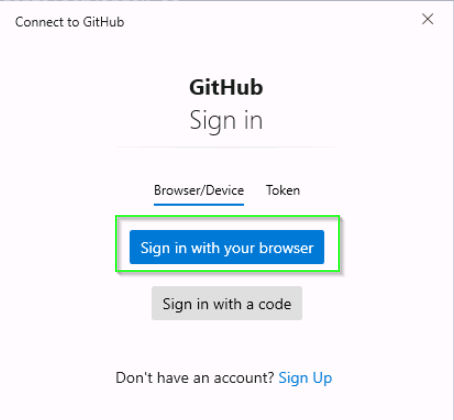 Connect to GitHub
GitHub
Sign in
Browser/Device Token
Sign in with your browser
Sign in with a code
Don't have an account? Sign Up